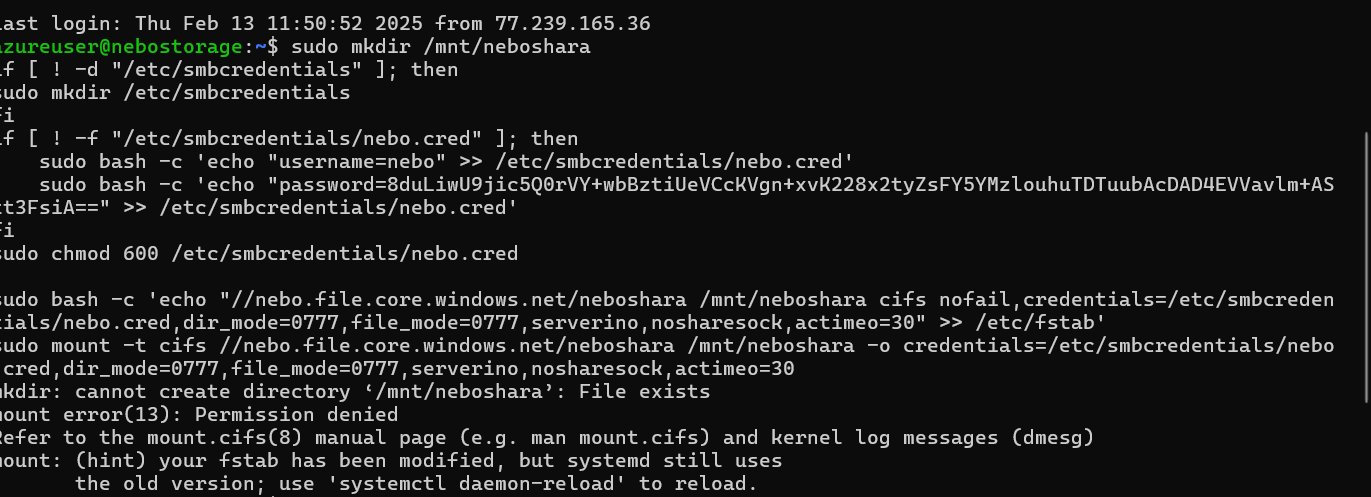 Last login: Thu Feb 13 11:50:52 2025 from 77.239.165.36
azureuser@nebostorage:~$ sudo mkdir /mnt/neboshara
if [ ! -d "/etc/smbcredentials" ]; then
sudo mkdir /etc/smbcredentials
fi
if [ ! -f "/etc/smbcredentials/nebo.cred" ]; then
    sudo bash -c 'echo "username=nebo" >> /etc/smbcredentials/nebo.cred'
    sudo bash -c 'echo "password=8duLiwU9jic5Q0rVY+wbBztiUeVCcKVgn+xvK228x2tyZsFY5YMzlouhuTDTuubAcDAD4EVVavlm+AS
tt3FsiA==" >> /etc/smbcredentials/nebo.cred'
fi
sudo chmod 600 /etc/smbcredentials/nebo.cred
sudo bash -c 'echo "//nebo.file.core.windows.net/neboshara /mnt/neboshara cifs nofail,credentials=/etc/smbcreden
tials/nebo.cred,dir_mode=0777,file_mode=0777,serverino,nosharesock,actimeo=30" >> /etc/fstab'
sudo mount -t cifs //nebo.file.core.windows.net/neboshara /mnt/neboshara -o credentials=/etc/smbcredentials/nebo
.cred,dir_mode=0777,file_mode=0777,serverino,nosharesock,actimeo=30
mkdir: cannot create directory ‘/mnt/neboshara’: File exists
mount error(13): Permission denied
Refer to the mount.cifs(8) manual page (e.g. man mount.cifs) and kernel log messages (dmesg)
mount: (hint) your fstab has been modified, but systemd still uses
       the old version; use 'systemctl daemon-reload' to reload.